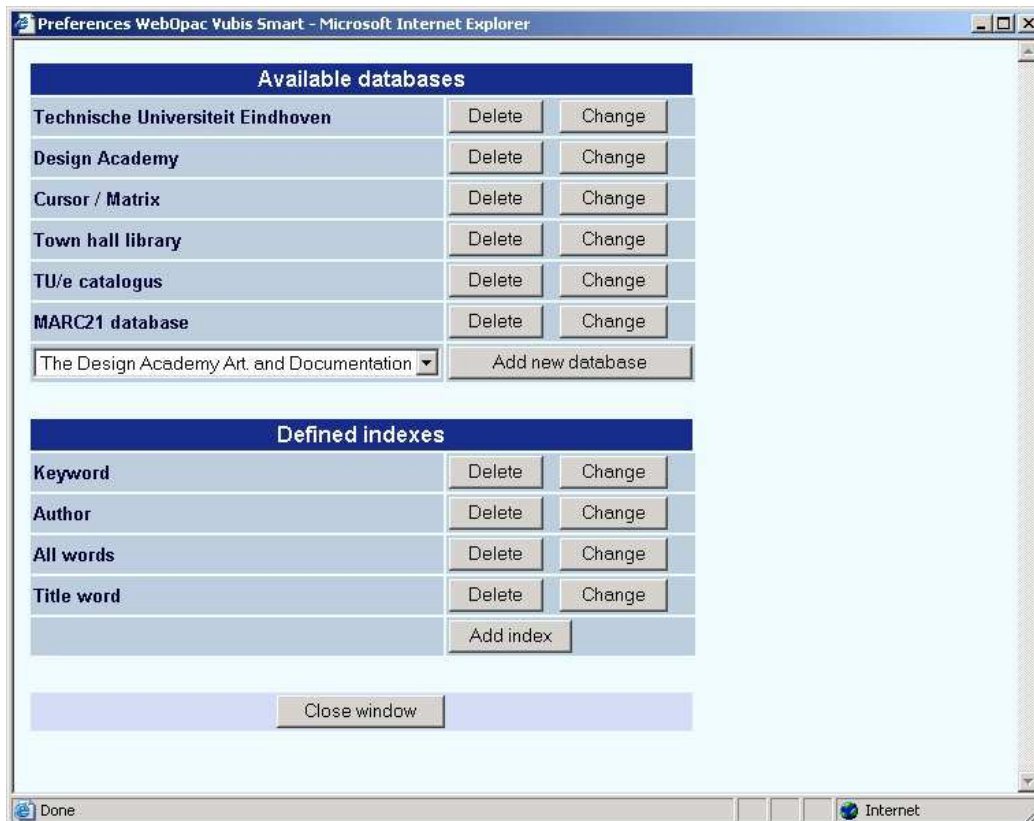 Preferences WebOpac Vubis Smart - Microsoft Internet Explorer
Available databases
Technische Universiteit Eindhoven Delete Change
Design Academy Delete Change
Cursor / Matrix Delete Change
Town hall library Delete Change
TU/e catalogus Delete Change
MARC21 database Delete Change
The Design Academy Art. and Documentation Add new database
Defined indexes
Keyword Delete Change
Author Delete Change
All words Delete Change
Title word Delete Change
Add index
Close window
Done Internet